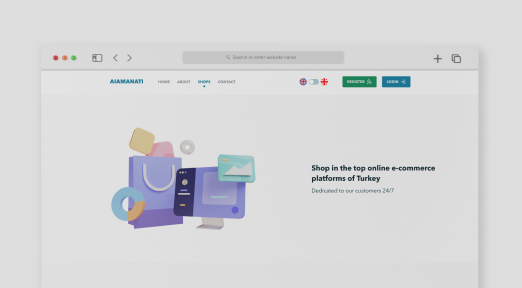 Search or enter website name
AIAMANATI
HOME ABOUT SHOPS CONTACT
REGISTER
LOGIN
Shop in the top online e-commerce
platforms of Turkey
Dedicated to our customers 24/7